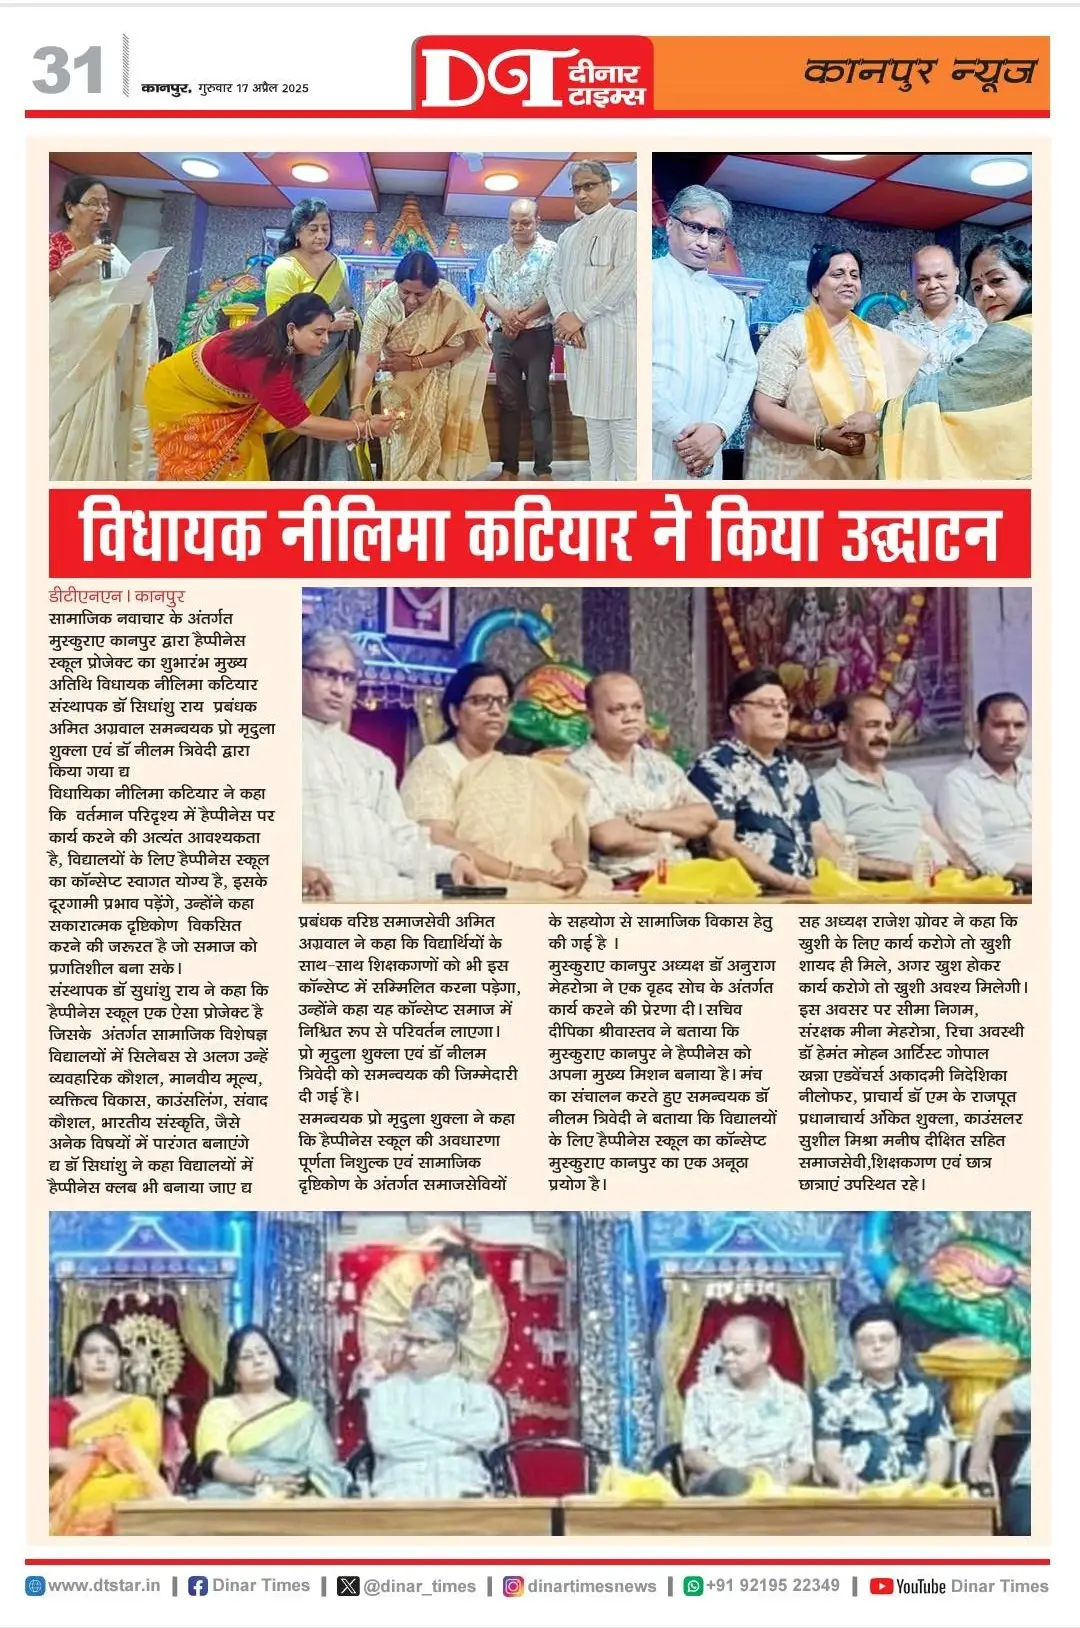 31
कानपुर, गुरुवार 17 अप्रैल 2025
DGT दीनार
टाइम्स
कानपुर न्यूज
विधायक नीलिमा कटियार ने किया उद्घाटन
डीटीएनएन। कानपुर
सामाजिक नवाचार के अंतर्गत
मुस्कुराए कानपुर द्वारा हैप्पीनेस
स्कूल प्रोजेक्ट का शुभारंभ मुख्य
अतिथि विधायक नीलिमा कटियार
संस्थापक डॉ सिधांशु राय प्रबंधक
अमित अग्रवाल समन्वयक प्रो मृदुला
शुक्ला एवं डॉ नीलम त्रिवेदी द्वारा
किया गया द्य
विधायिका नीलिमा कटियार ने कहा
कि वर्तमान परिदृश्य में हैप्पीनेस पर
कार्य करने की अत्यंत आवश्यकता
है, विद्यालयों के लिए हैप्पीनेस स्कूल
का कॉन्सेप्ट स्वागत योग्य है, इसके
दूरगामी प्रभाव पड़ेंगे, उन्होंने कहा
सकारात्मक दृष्टिकोण विकसित
करने की जरूरत है जो समाज को
प्रगतिशील बना सके।
संस्थापक डॉ सुधांशु राय ने कहा कि
हैप्पीनेस स्कूल एक ऐसा प्रोजेक्ट है
जिसके अंतर्गत सामाजिक विशेषज्ञ
विद्यालयों में सिलेबस से अलग उन्हें
व्यवहारिक कौशल, मानवीय मूल्य,
व्यक्तित्व विकास, काउंसलिंग, संवाद
कौशल, भारतीय संस्कृति, जैसे
अनेक विषयों में पारंगत बनाएंगे
द्य डॉ सिधांशु ने कहा विद्यालयों में
हैप्पीनेस क्लब भी बनाया जाए द्य
प्रबंधक वरिष्ठ समाजसेवी अमित
अग्रवाल ने कहा कि विद्यार्थियों के
साथ-साथ शिक्षकगणों को भी इस
कॉन्सेप्ट में सम्मिलित करना पड़ेगा,
उन्होंने कहा यह कॉन्सेप्ट समाज में
निश्चित रूप से परिवर्तन लाएगा।
प्रो मृदुला शुक्ला एवं डॉ नीलम
त्रिवेदी को समन्वयक की जिम्मेदारी
दी गई है।
समन्वयक प्रो मृदुला शुक्ला ने कहा
कि हैप्पीनेस स्कूल की अवधारणा
पूर्णता निशुल्क एवं सामाजिक
दृष्टिकोण के अंतर्गत समाजसेवियों
के सहयोग से सामाजिक विकास हेतु
की गई है ।
मुस्कुराए कानपुर अध्यक्ष डॉ अनुराग
मेहरोत्रा ने एक वृहद सोच के अंतर्गत
कार्य करने की प्रेरणा दी। सचिव
दीपिका श्रीवास्तव ने बताया कि
मुस्कुराए कानपुर ने हैप्पीनेस को
अपना मुख्य मिशन बनाया है। मंच
का संचालन करते हुए समन्वयक डॉ
नीलम त्रिवेदी ने बताया कि विद्यालयों
के लिए हैप्पीनेस स्कूल का कॉन्सेप्ट
मुस्कुराए कानपुर का एक अनूठा
प्रयोग है।
सह अध्यक्ष राजेश ग्रोवर ने कहा कि
खुशी के लिए कार्य करोगे तो खुशी
शायद ही मिले, अगर खुश होकर
कार्य करोगे तो खुशी अवश्य मिलेगी।
इस अवसर पर सीमा निगम,
संरक्षक मीना मेहरोत्रा, रिचा अवस्थी
डॉ हेमंत मोहन आर्टिस्ट गोपाल
खन्ना एडवेंचर्स अकादमी निदेशिका
नीलोफर, प्राचार्य डॉ एम के राजपूत
प्रधानाचार्य अंकित शुक्ला, काउंसलर
सुशील मिश्रा मनीष दीक्षित सहित
समाजसेवी,शिक्षकगण एवं छात्र
छात्राएं उपस्थित रहे।
www.dtstar.in | Dinar Times | @dinar_times | dinartimesnews | +91 92195 22349 | YouTube Dinar Times